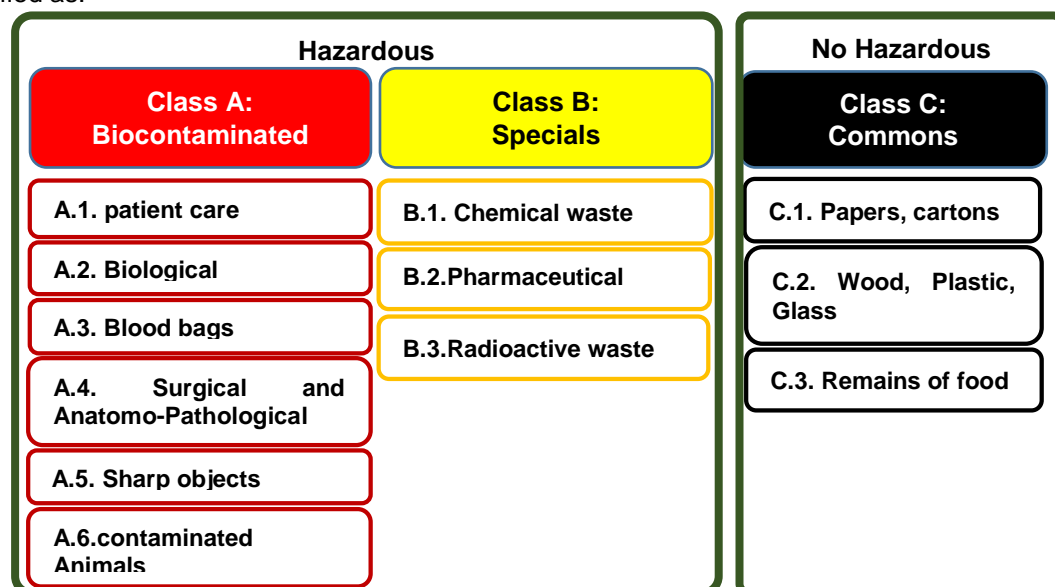 Hazardous
Class A:
Biocontaminated
A.1. patient care
A.2. Biological
A.3. Blood bags
A.4. Surgical and
Anatomo-Pathological
A.5. Sharp objects
A.6.contaminated
Animals
Class B:
Specials
B.1. Chemical waste
B.2.Pharmaceutical
B.3.Radioactive waste
No Hazardous
Class C:
Commons
C.1. Papers, cartons
C.2. Wood, Plastic,
Glass
C.3. Remains of food